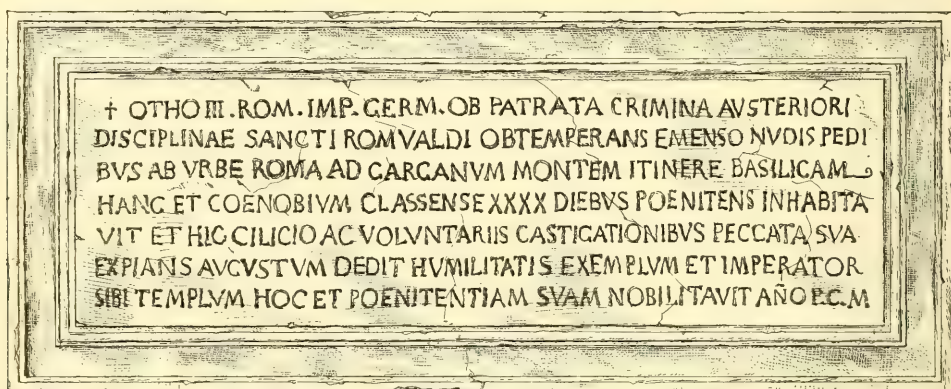 † OTHO III. ROM. IMP. GERM. OB PATRATA CRIMINA AVSTERIORI
DISCIPLINAE SANCTI ROMVALDI OBTEMPERANS EMENSO NVDIS PEDI
BVS AB VRBE ROMA AD GARGANVM MONTEM ITINERE BASILICAM
HANC ET COENOBIVM CLASSENSE XXXX DIEBVS POENITENS INHABITA
VIT ET HIC CILICIO AC VOLVNTARIIS CASTIGATIONIBVS PECCATA SVA
EXPIANS AVGVSTVM DEDIT HVMILITATIS EXEMPLVM ET IMPERATOR
SIBI TEMPLVM HOC ET POENITENTIAM SVAM NOBILITAVIT AÑO P.C.M